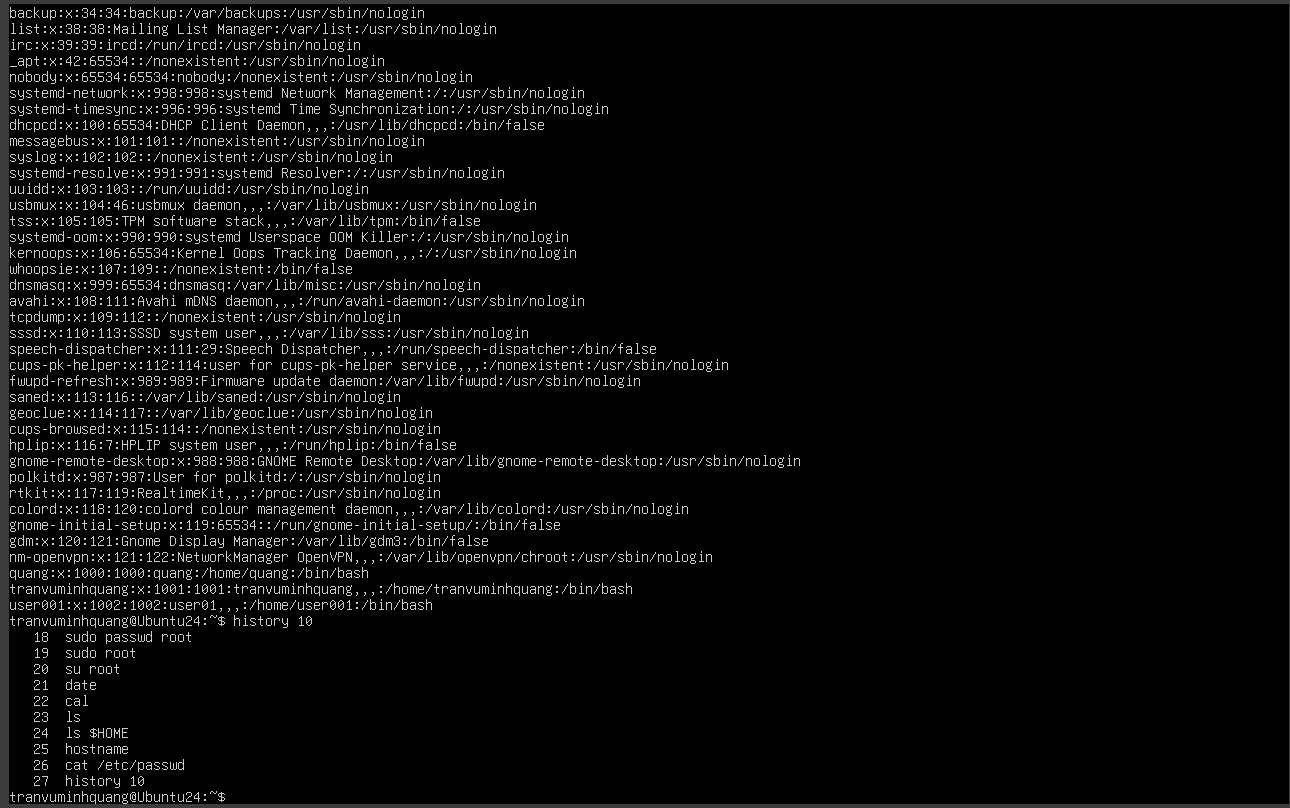 backup:x:34:34:backup:/var/backups:/usr/sbin/nologin
list:x:38:38:Mailing List Manager:/var/list:/usr/sbin/nologin
irc:x:39:39:ircd:/run/ircd:/usr/sbin/nologin
_apt:x:42:65534::/nonexistent:/usr/sbin/nologin
nobody:x:65534:65534:nobody:/nonexistent:/usr/sbin/nologin
systemd-network:x:998:998:systemd Network Management:/:/usr/sbin/nologin
systemd-timesync:x:996:996:systemd Time Synchronization:/:/usr/sbin/nologin
dhcpcd:x:100:65534:DHCP Client Daemon,,,:/usr/lib/dhcpcd:/bin/false
messagebus:x:101:101::/nonexistent:/usr/sbin/nologin
syslog:x:102:102::/nonexistent:/usr/sbin/nologin
systemd-resolve:x:991:991:systemd Resolver:/:/usr/sbin/nologin
uuidd:x:103:103::/run/uuidd:/usr/sbin/nologin
usbmux:x:104:46:usbmux daemon,,,:/var/lib/usbmux:/usr/sbin/nologin
tss:x:105:105:TPM software stack,,,:/var/lib/tpm:/bin/false
systemd-oom:x:990:990:systemd Userspace OOM Killer:/:/usr/sbin/nologin
kernoops:x:106:65534:Kernel Oops Tracking Daemon,,,:/:/usr/sbin/nologin
whoopsie:x:107:109::/nonexistent:/bin/false
dnsmasq:x:999:65534:dnsmasq:/var/lib/misc:/usr/sbin/nologin
avahi:x:108:111:Avahi mDNS daemon,,,:/run/avahi-daemon:/usr/sbin/nologin
tcpdump:x:109:112::/nonexistent:/usr/sbin/nologin
sssd:x:110:113:SSSD system user,,,:/var/lib/sss:/usr/sbin/nologin
speech-dispatcher:x:111:29:Speech Dispatcher,,,:/run/speech-dispatcher:/bin/false
cups-pk-helper:x:112:114:user for cups-pk-helper service,,,:/nonexistent:/usr/sbin/nologin
fwupd-refresh:x:989:989:Firmware update daemon:/var/lib/fwupd:/usr/sbin/nologin
saned:x:113:116::/var/lib/saned:/usr/sbin/nologin
geoclue:x:114:117::/var/lib/geoclue:/usr/sbin/nologin
cups-browsed:x:115:114::/nonexistent:/usr/sbin/nologin
hplip:x:116:7:HPLIP system user,,,:/run/hplip:/bin/false
gnome-remote-desktop:x:988:988:GNOME Remote Desktop:/var/lib/gnome-remote-desktop:/usr/sbin/nologin
polkitd:x:987:987:User for polkitd:/:/usr/sbin/nologin
rtkit:x:117:119:RealtimeKit,,,:/proc:/usr/sbin/nologin
colord:x:118:120:colord colour management daemon,,,:/var/lib/colord:/usr/sbin/nologin
gnome-initial-setup:x:119:65534::/run/gnome-initial-setup/:/bin/false
gdm:x:120:121:Gnome Display Manager:/var/lib/gdm3:/bin/false
nm-openvpn:x:121:122:NetworkManager OpenVPN,,,:/var/lib/openvpn/chroot:/usr/sbin/nologin
quang:x:1000:1000:quang:/home/quang:/bin/bash
tranvuminhquang:x:1001:1001:tranvuminhquang,,,:/home/tranvuminhquang:/bin/bash
user001:x:1002:1002:user01,,,:/home/user001:/bin/bash
tranvuminhquang@Ubuntu24:~$ history 10
18 sudo passwd root
19 sudo root
20 su root
21 date
22 cal
23 ls
24 ls $HOME
25 hostname
26 cat /etc/passwd
27 history 10
tranvuminhquang@Ubuntu24:~$